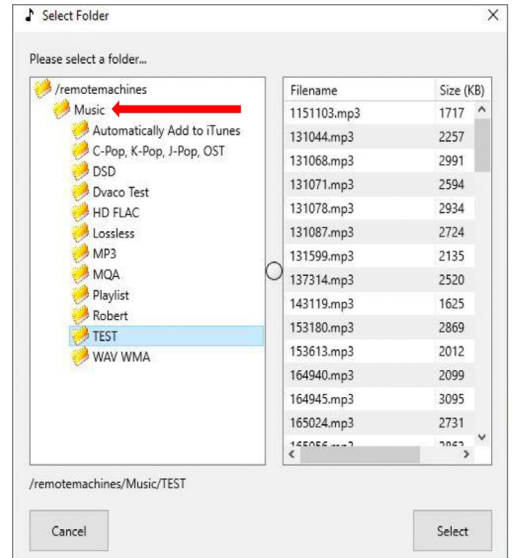 Select Folder
Please select a folder...
/remotemachines
Music
Automatically Add to iTunes
C-Pop, K-Pop, J-Pop, OST
DSD
Dvaco Test
HD FLAC
Lossless
MP3
MQA
Playlist
Robert
TEST
WAV WMA
Filename Size (KB)
1151103.mp3 1717
131044.mp3 2257
131068.mp3 2991
131071.mp3 2594
131078.mp3 2934
131087.mp3 2724
131599.mp3 2135
137314.mp3 2520
143119.mp3 1625
153180.mp3 2869
153613.mp3 2012
164940.mp3 2099
164945.mp3 3095
165024.mp3 2731
/remotemachines/Music/TEST
Cancel Select